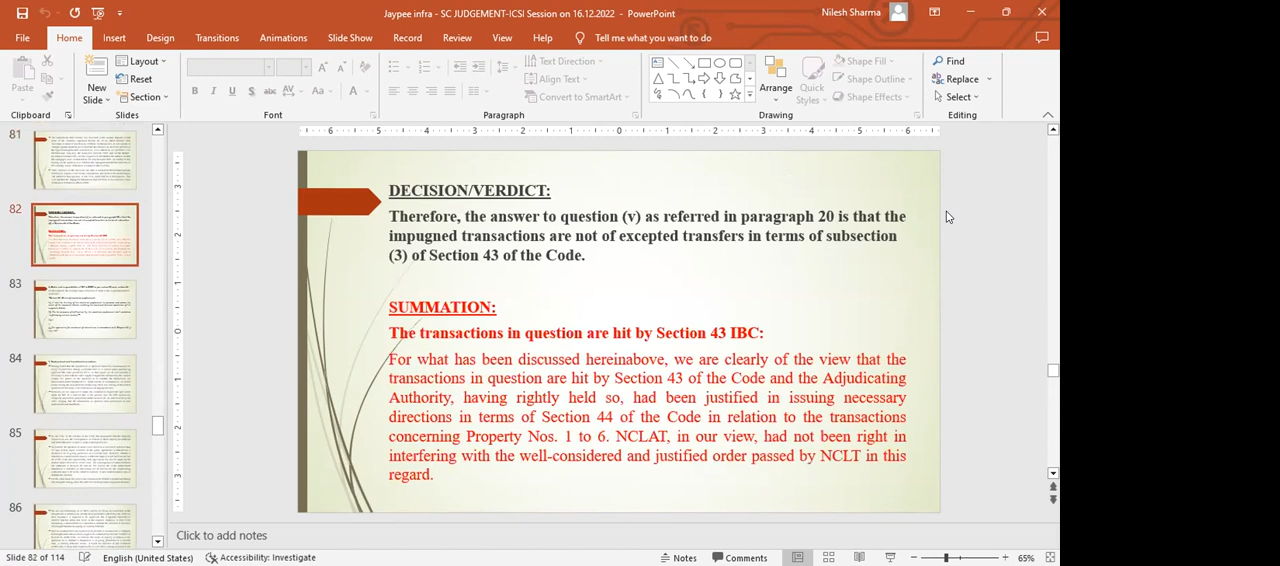 Jaypee infra - SC JUDGEMENT-ICSI Session on 16.12.2022 - PowerPoint
Nilesh Sharma
File Home Insert Design Transitions Animations Slide Show Record Review View Help Tell me what you want to do
Paste
New Slide
Layout
Reset
Section
Text Direction
Align Text
Convert to SmartArt
Arrange
Quick Styles
Shape Fill
Shape Outline
Shape Effects
Find
Replace
Select
Clipboard Slides Font Paragraph Drawing Editing
81
82
83
84
85
86
DECISION/VERDICT:
Therefore, the answer to question (v) as referred in paragraph 20 is that the
impugned transactions are not of excepted transfers in terms of subsection
(3) of Section 43 of the Code.
SUMMATION:
The transactions in question are hit by Section 43 IBC:
For what has been discussed hereinabove, we are clearly of the view that the
transactions in question are hit by Section 43 of the Code and the Adjudicating
Authority, having rightly held so, had been justified in issuing necessary
directions in terms of Section 44 of the Code in relation to the transactions
concerning Property Nos. 1 to 6. NCLAT, in our view, had not been right in
interfering with the well-considered and justified order passed by NCLT in this
regard.
Click to add notes
Slide 82 of 114 English (United States) Accessibility: Investigate Notes Comments 65%